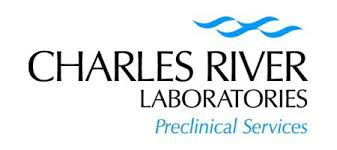 CHARLES RIVER
LABORATORIES
Preclinical Services